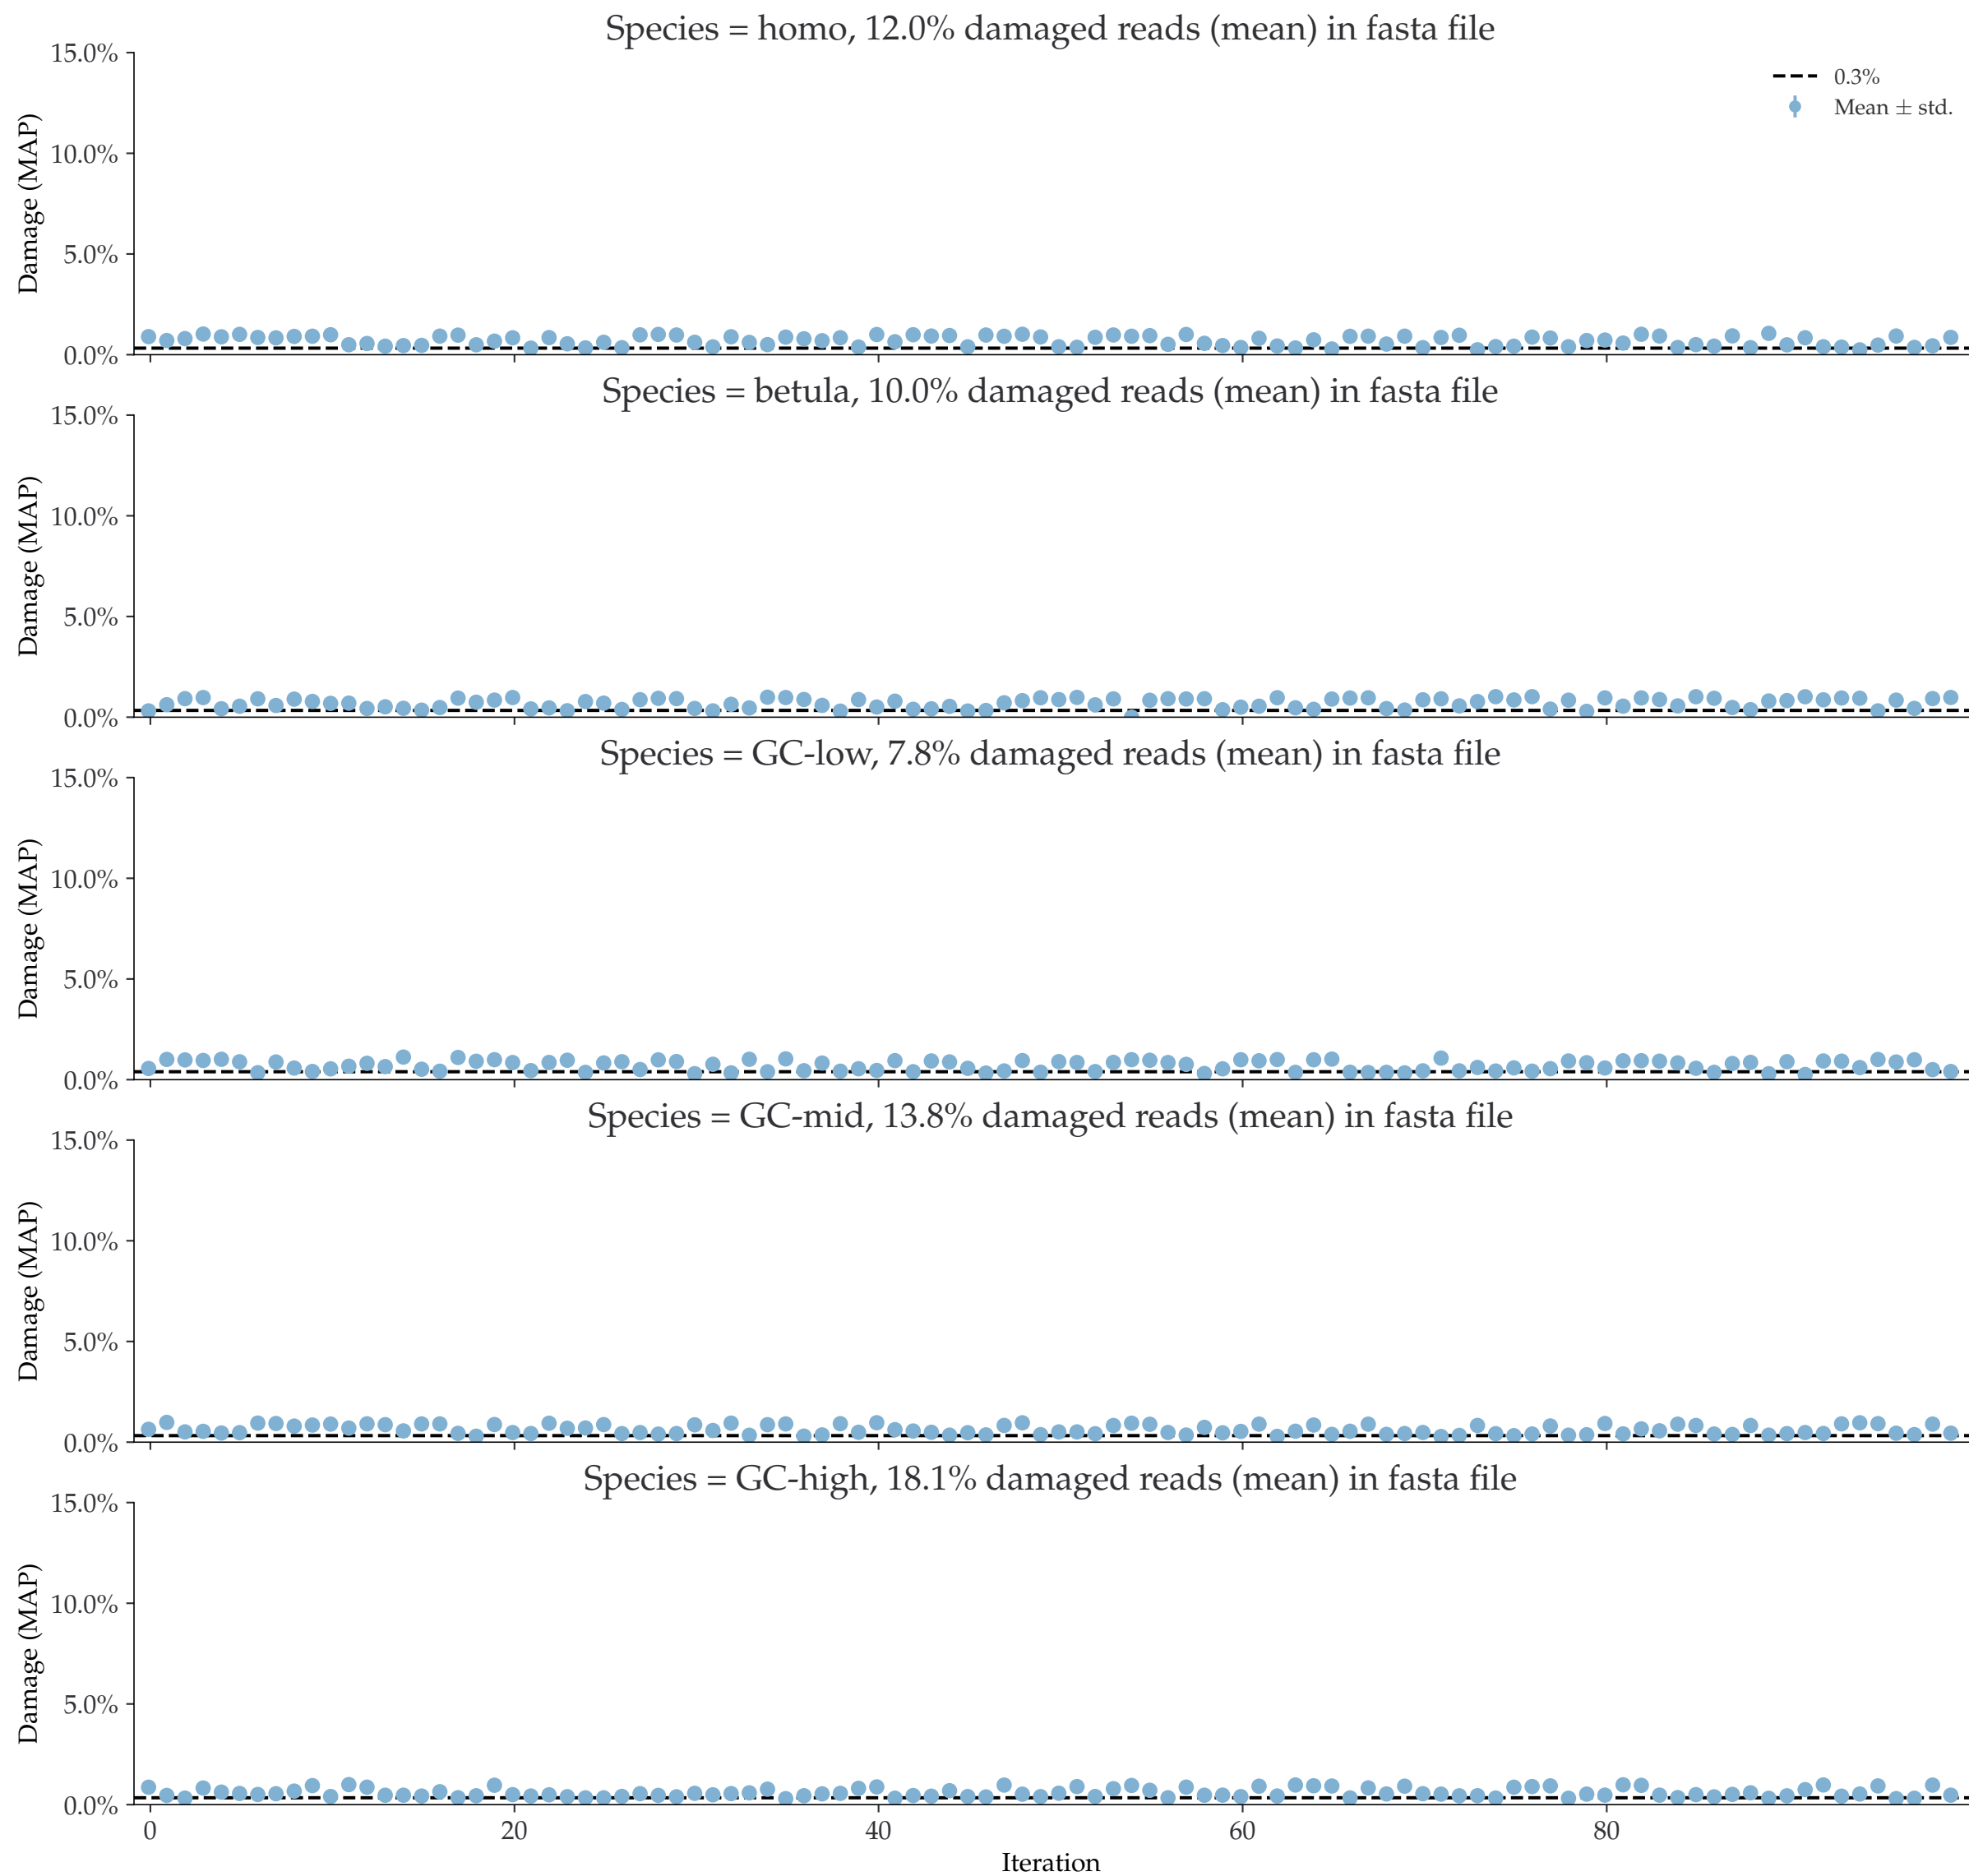 Species = homo, 12.0% damaged reads (mean) in fasta file
15.0%
10.0%
5.0%
0.0%
Damage (MAP)
0.3%
Mean ± std.
Species = betula, 10.0% damaged reads (mean) in fasta file
15.0%
10.0%
5.0%
0.0%
Damage (MAP)
Species = GC-low, 7.8% damaged reads (mean) in fasta file
15.0%
10.0%
5.0%
0.0%
Damage (MAP)
Species = GC-mid, 13.8% damaged reads (mean) in fasta file
15.0%
10.0%
5.0%
0.0%
Damage (MAP)
Species = GC-high, 18.1% damaged reads (mean) in fasta file
15.0%
10.0%
5.0%
0.0%
Damage (MAP)
0 20 40 60 80
Iteration